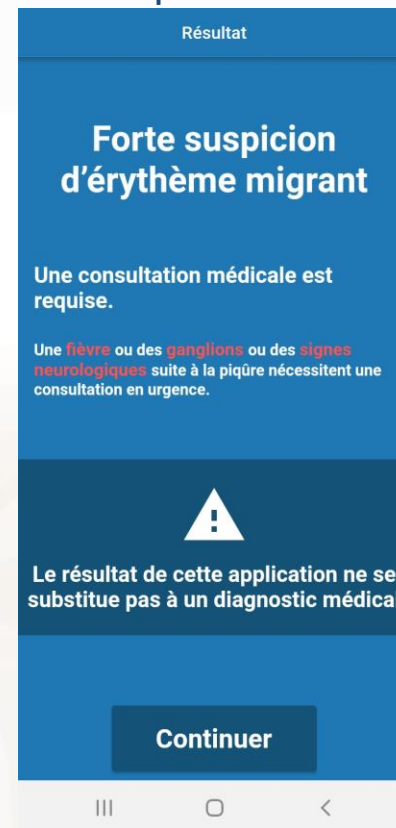 Résultat
Forte suspicion
d'érythème migrant
Une consultation médicale est
requise.
Une fièvre ou des ganglions ou des signes
neurologiques suite à la piqûre nécessitent une
consultation en urgence.
Le résultat de cette application ne se
substitue pas à un diagnostic médica
Continuer